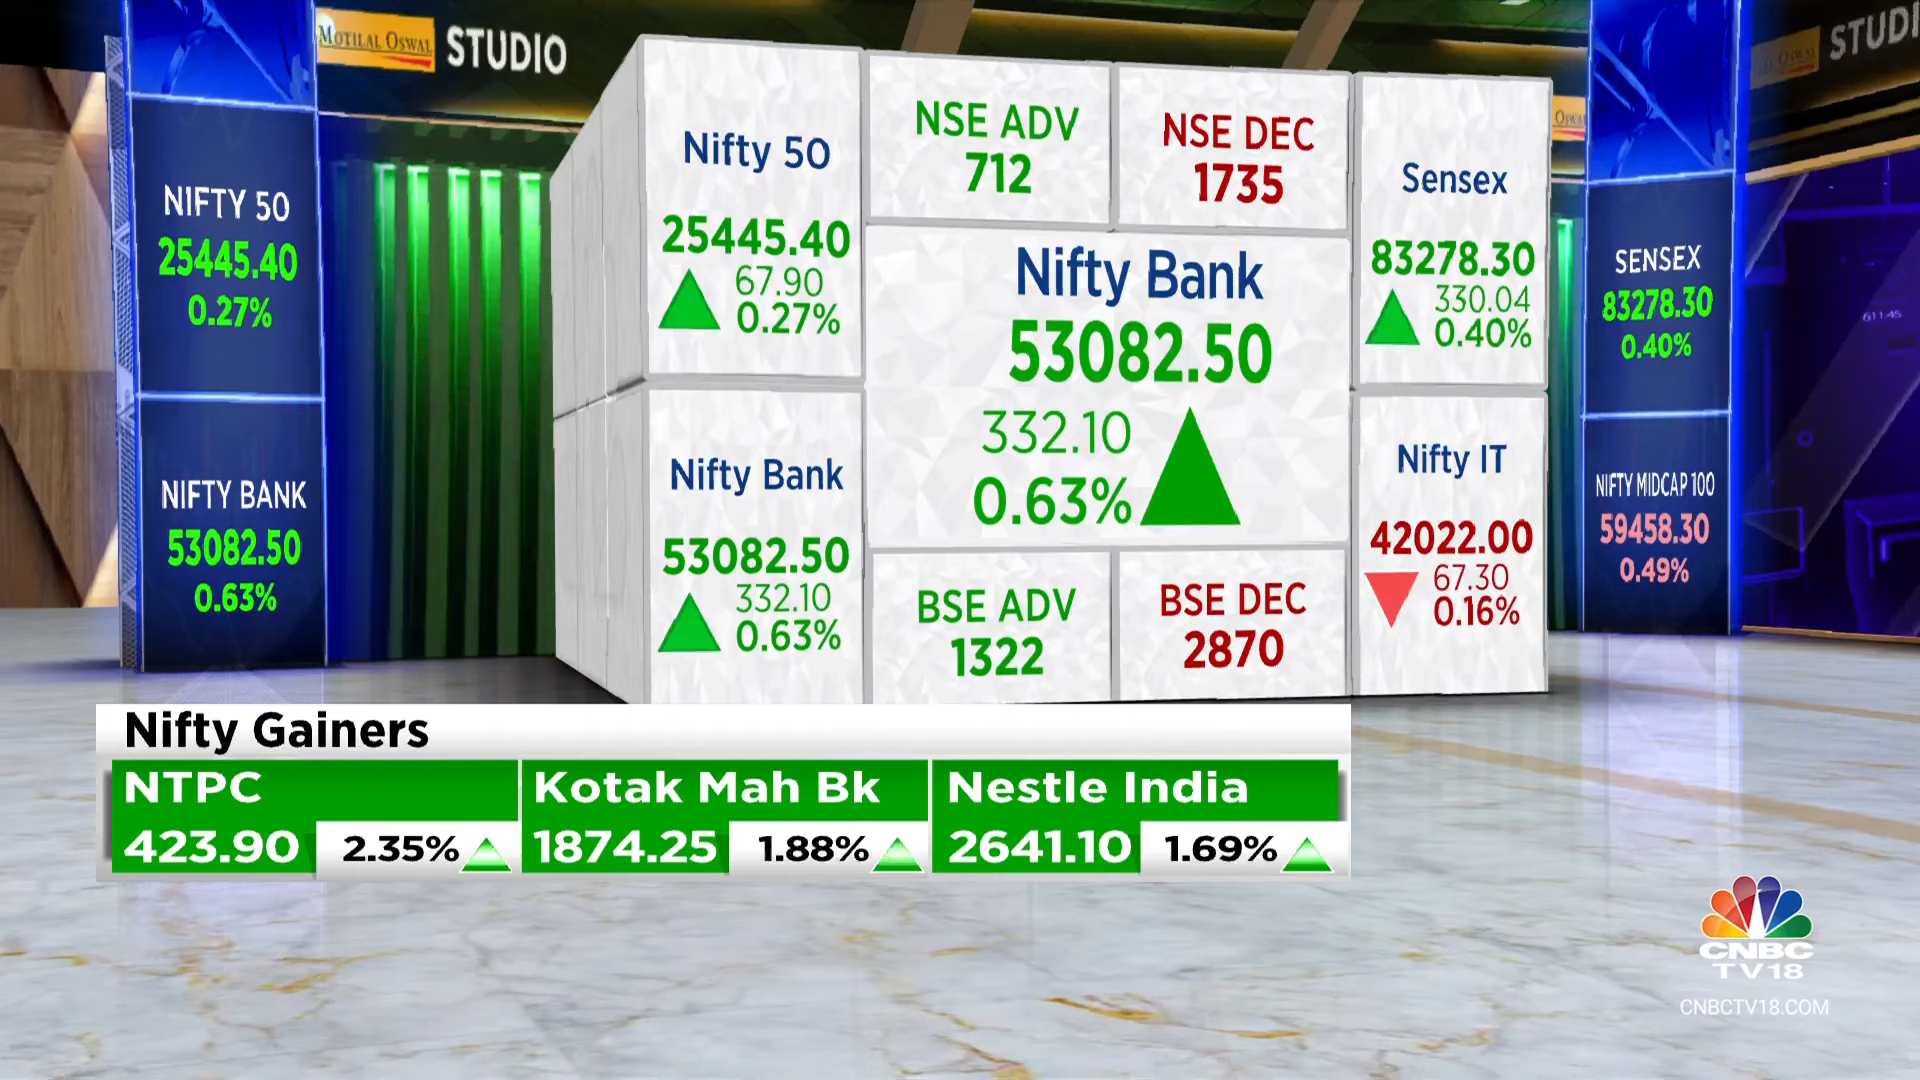 MOTILAL OSWAL STUDIO
NIFTY 50
25445.40
0.27%
NIFTY BANK
53082.50
0.63%
Nifty 50
25445.40
67.90
0.27%
Nifty Bank
53082.50
332.10
0.63%
NSE ADV
712
NSE DEC
1735
Nifty Bank
53082.50
332.10
0.63%
BSE ADV
1322
BSE DEC
2870
Sensex
83278.30
330.04
0.40%
Nifty IT
42022.00
67.30
0.16%
SENSEX
83278.30
0.40%
NIFTY MIDCAP 100
59458.30
0.49%
611.45
Nifty Gainers
NTPC
423.90 2.35%
Kotak Mah Bk
1874.25 1.88%
Nestle India
2641.10 1.69%
CNBC
TV18
CNBCTV18.COM